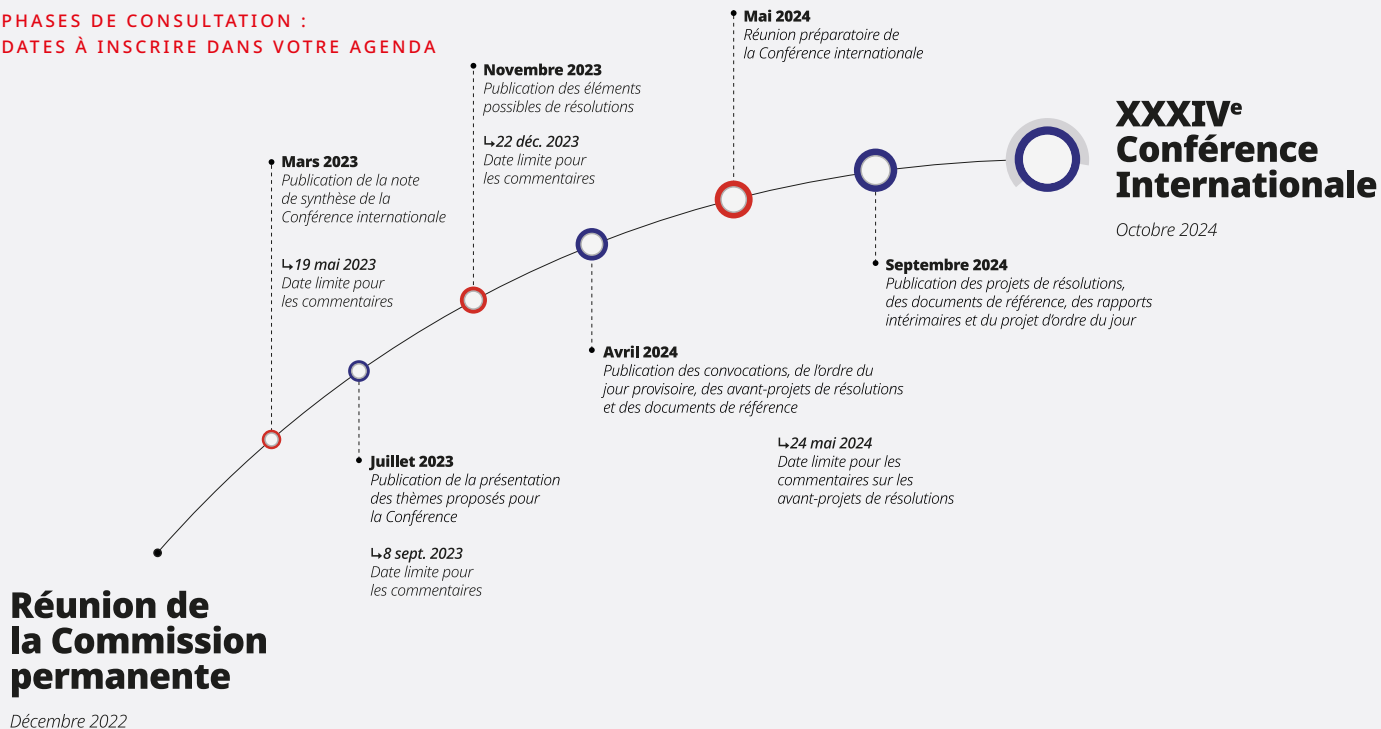 PHASES DE CONSULTATION :
DATES À INSCRIRE DANS VOTRE AGENDA
Réunion de
la Commission
permanente
Décembre 2022
Mars 2023
Publication de la note
de synthèse de la
Conférence internationale
↳19 mai 2023
Date limite pour
les commentaires
Juillet 2023
Publication de la présentation
des thèmes proposés pour
la Conférence
↳8 sept. 2023
Date limite pour
les commentaires
Novembre 2023
Publication des éléments
possibles de résolutions
↳22 déc. 2023
Date limite pour
les commentaires
Avril 2024
Publication des convocations, de l'ordre du
jour provisoire, des avant-projets de résolutions
et des documents de référence
↳24 mai 2024
Date limite pour les
commentaires sur les
avant-projets de résolutions
Mai 2024
Réunion préparatoire de
la Conférence internationale
Septembre 2024
Publication des projets de résolutions,
des documents de référence, des rapports
intérimaires et du projet d'ordre du jour
XXXIVe
Conférence
Internationale
Octobre 2024